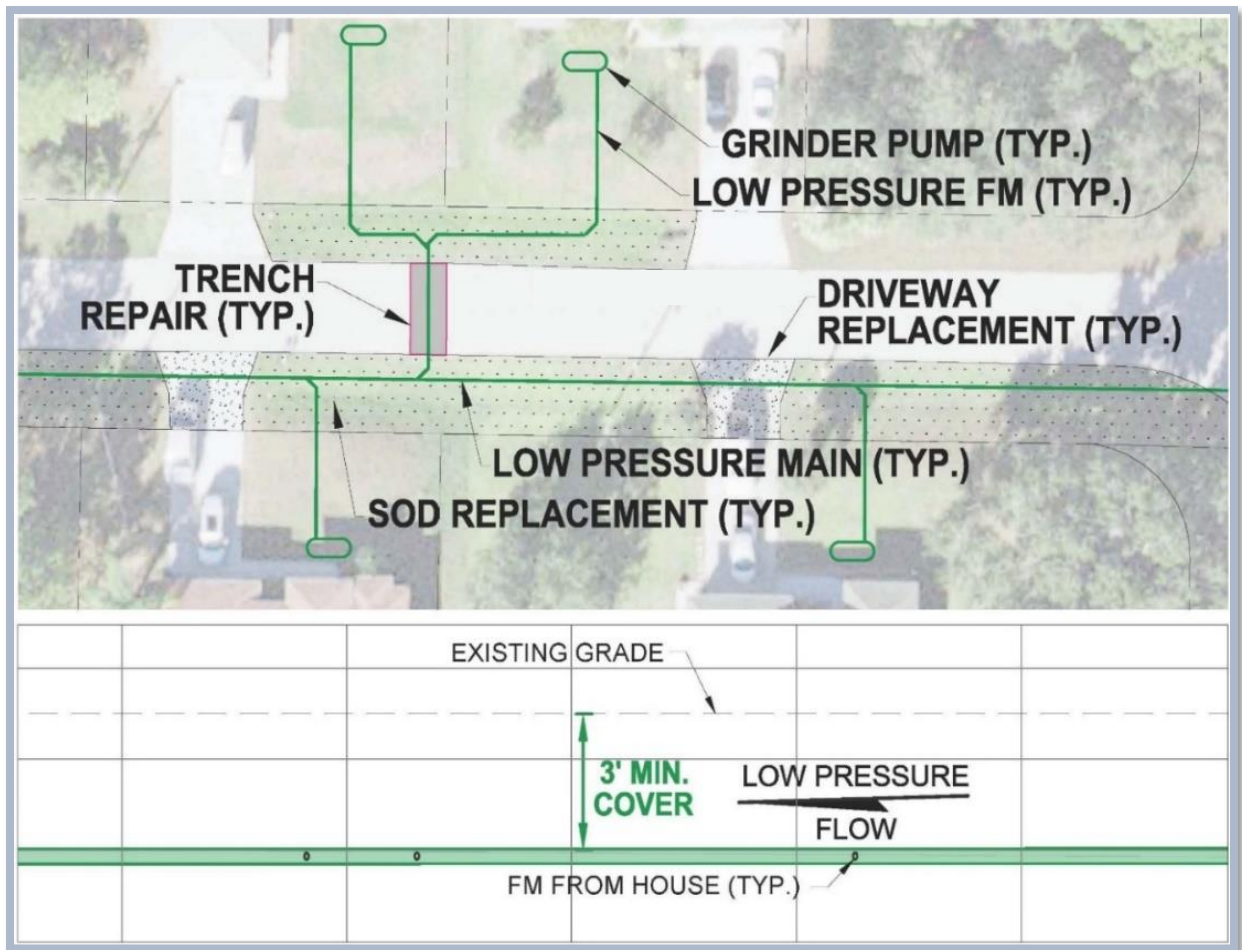 GRINDER PUMP (TYP.)
LOW PRESSURE FM (TYP.)
TRENCH
REPAIR (TYP.)
DRIVEWAY
REPLACEMENT (TYP.)
LOW PRESSURE MAIN (TYP.)
SOD REPLACEMENT (TYP.)
EXISTING GRADE
3' MIN.
COVER
LOW PRESSURE
FLOW
FM FROM HOUSE (TYP.)